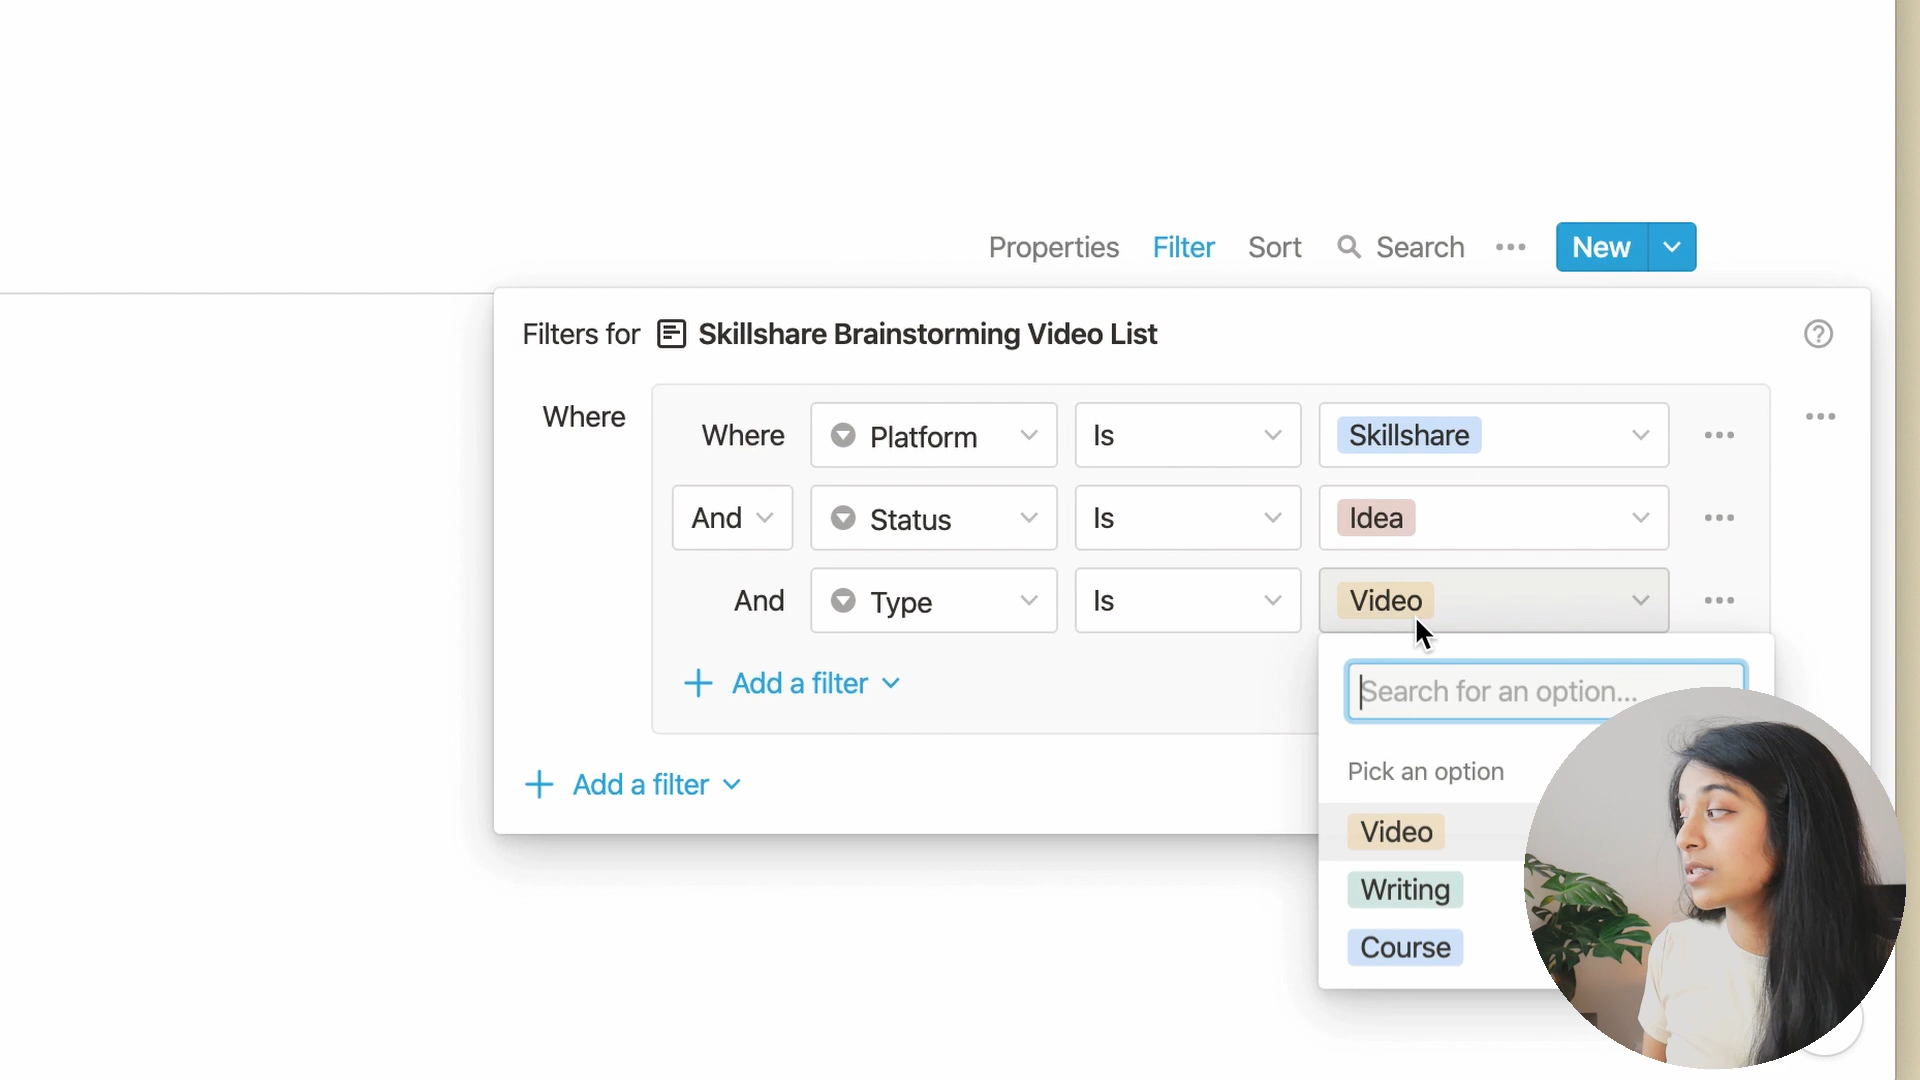 Properties Filter Sort Search New
Filters for Skillshare Brainstorming Video List
Where Where Platform Is Skillshare
And Status Is Idea
And Type Is Video
Add a filter
Search for an option...
Pick an option
Add a filter
Video
Writing
Course